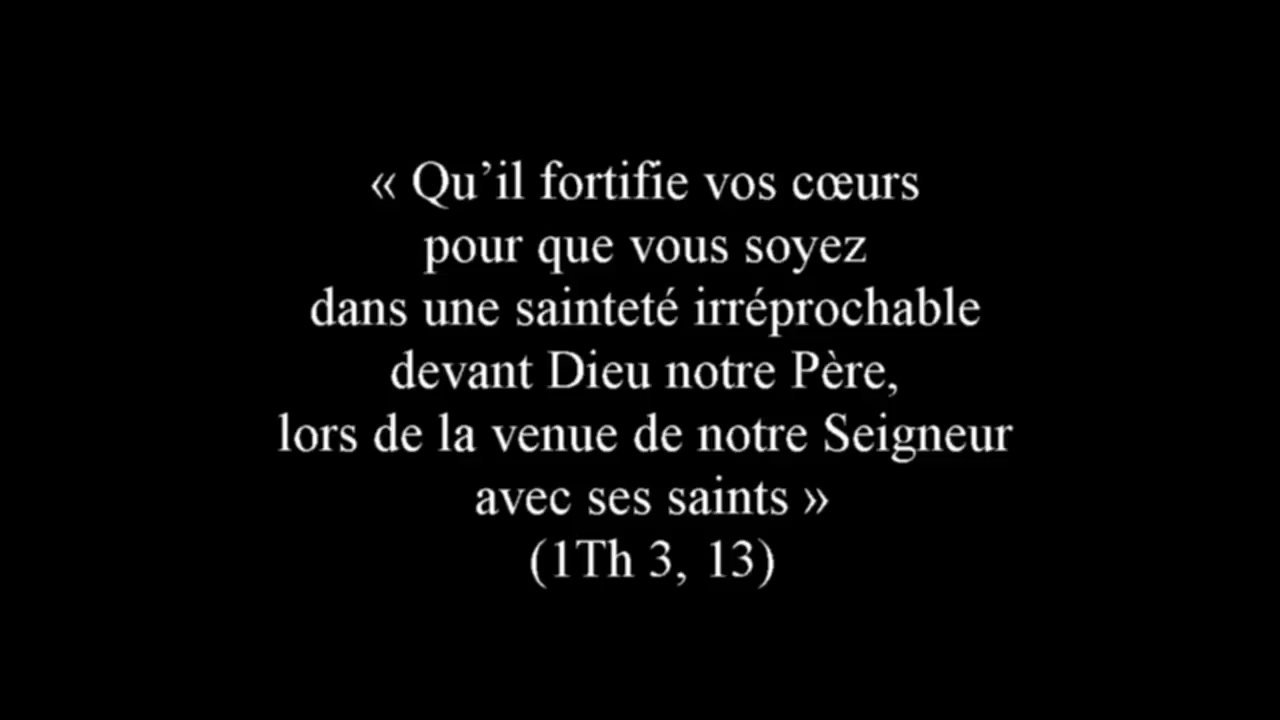 « Qu’il fortifie vos cœurs
pour que vous soyez
dans une sainteté irréprochable
devant Dieu notre Père,
lors de la venue de notre Seigneur
avec ses saints »
(1Th 3, 13)